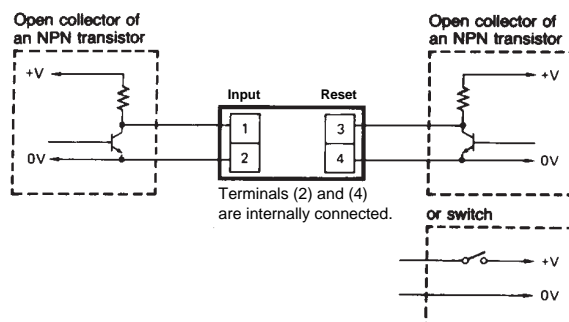 Open collector of
an NPN transistor
+V
0V
Input
Reset
1
2
3
4
Terminals (2) and (4)
are internally connected.
Open collector of
an NPN transistor
+V
0V
or switch
+V
0V